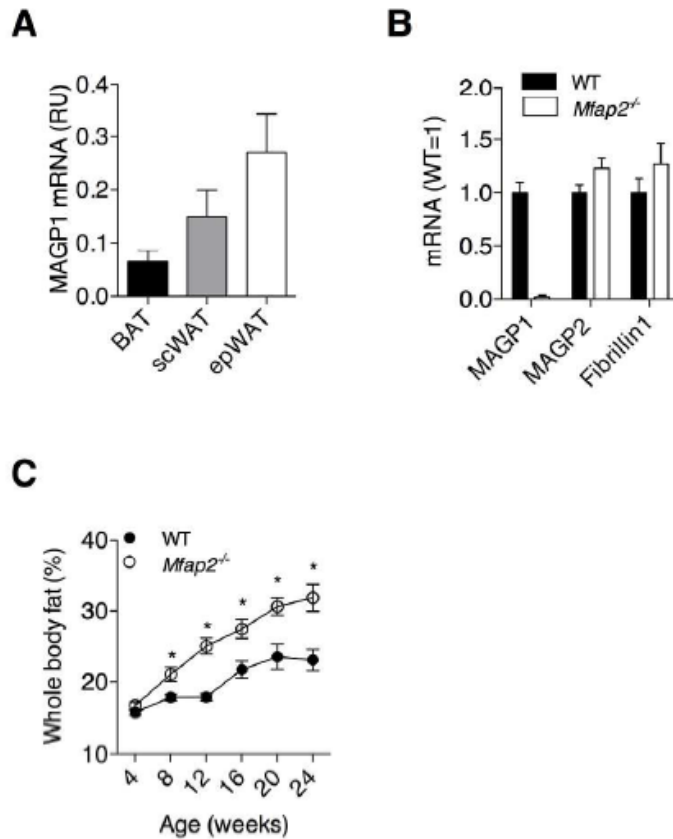 A
MAGP1 mRNA (RU)
0.4
0.3
0.2
0.1
0.0
BAT
scWAT
epWAT
B
WT
Mfap2-/-
mRNA (WT=1)
2.0
1.5
1.0
0.5
0.0
MAGP1
MAGP2
Fibrillin1
C
WT
Mfap2-/-
Whole body fat (%)
40
30
20
10
* * * * *
4 8 12 16 20 24
Age (weeks)